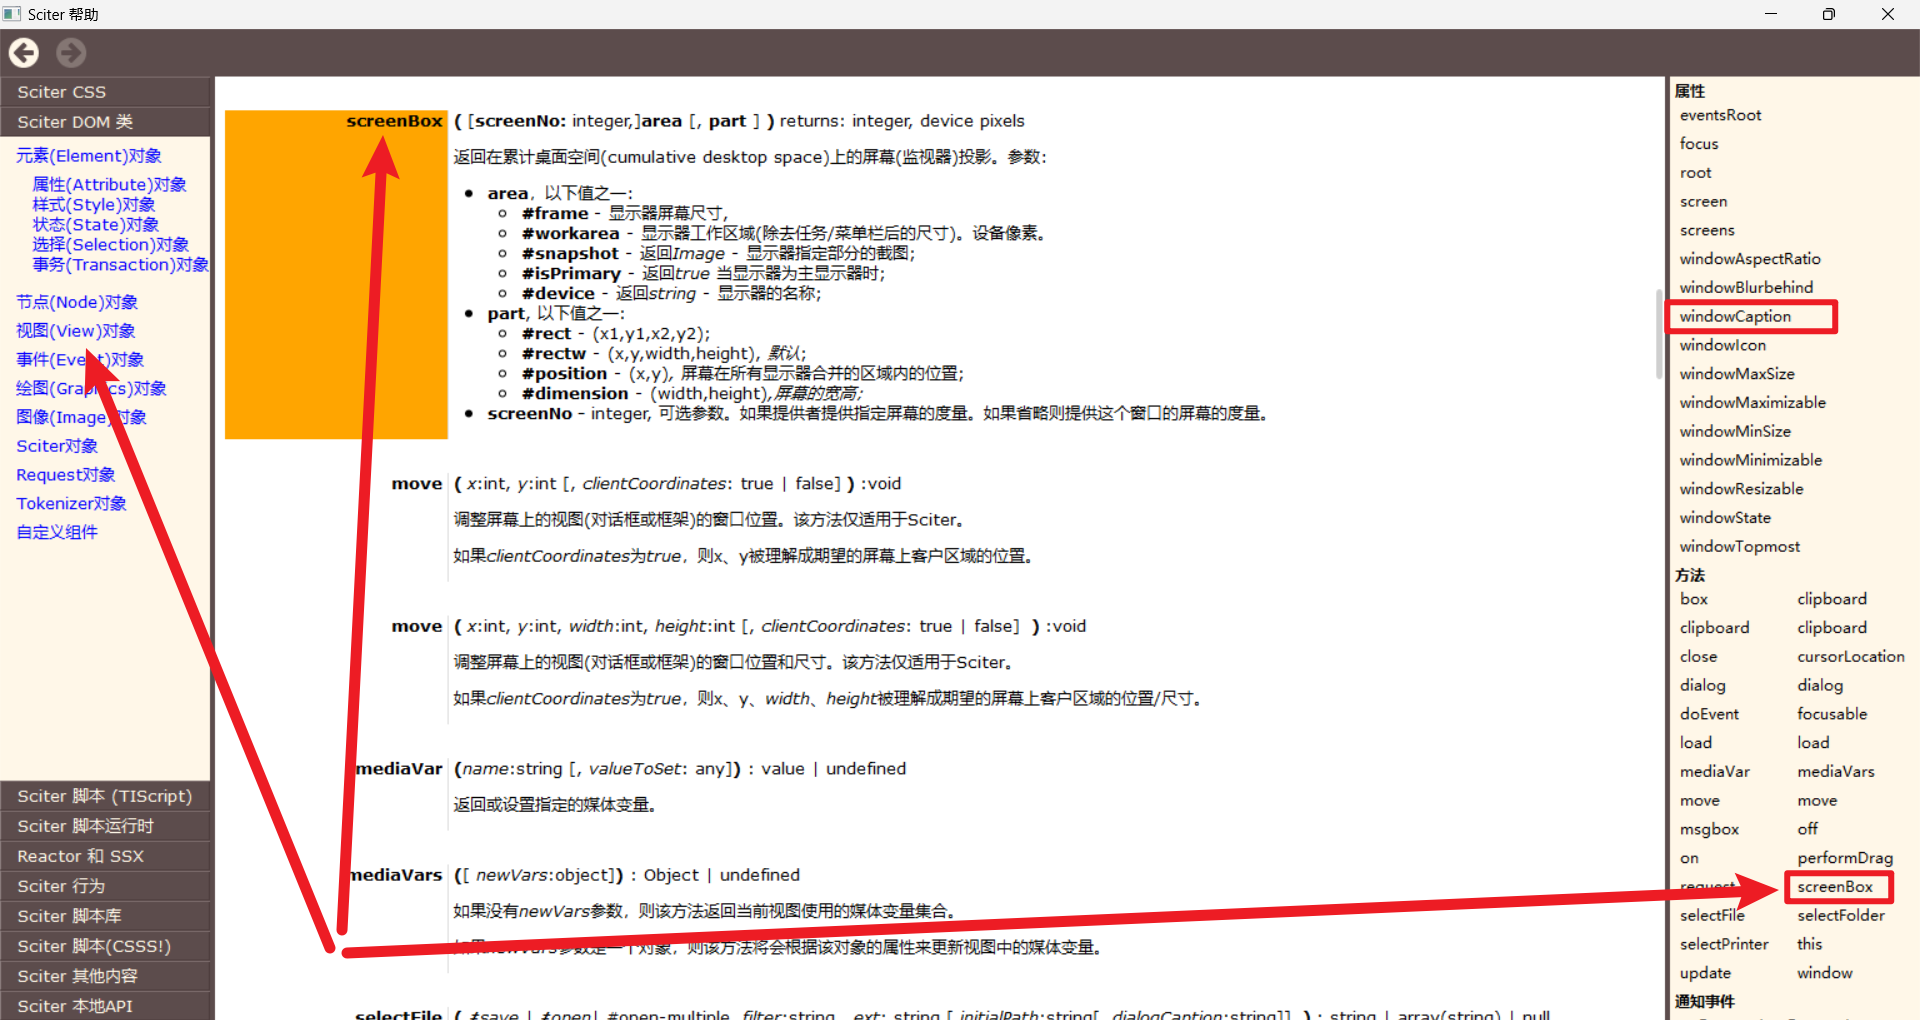 Sciter 帮助
Sciter CSS
Sciter DOM 类
元素(Element)对象
属性(Attribute)对象
样式(Style)对象
状态(State)对象
选择(Selection)对象
事务(Transaction)对象
节点(Node)对象
视图(View)对象
事件(Event)对象
绘图(Graphics)对象
图像(Image)对象
Sciter对象
Request对象
Tokenizer对象
自定义组件
Sciter 脚本 (TIScript)
Sciter 脚本运行时
Reactor 和 SSX
Sciter 行为
Sciter 脚本库
Sciter 脚本(CSSS!)
Sciter 其他内容
Sciter 本地API
screenBox ( [screenNo: integer,]area [, part ] ) returns: integer, device pixels
返回在累计桌面空间(cumulative desktop space)上的屏幕(监视器)投影。参数:
area，以下值之一:
#frame - 显示器屏幕尺寸,
#workarea - 显示器工作区域(除去任务/菜单栏后的尺寸)。设备像素。
#snapshot - 返回Image - 显示器指定部分的截图;
#isPrimary - 返回true 当显示器为主显示器时;
#device - 返回string - 显示器的名称;
part, 以下值之一:
#rect - (x1,y1,x2,y2);
#rectw - (x,y,width,height), 默认;
#position - (x,y), 屏幕在所有显示器合并的区域内的位置;
#dimension - (width,height),屏幕的宽高;
screenNo - integer, 可选参数。如果提供者提供指定屏幕的度量。如果省略则提供这个窗口的屏幕的度量。
move ( x:int, y:int [, clientCoordinates: true | false] ) :void
调整屏幕上的视图(对话框或框架)的窗口位置。该方法仅适用于Sciter。
如果clientCoordinates为true，则x、y被理解成期望的屏幕上客户区域的位置。
move ( x:int, y:int, width:int, height:int [, clientCoordinates: true | false] ) :void
调整屏幕上的视图(对话框或框架)的窗口位置和尺寸。该方法仅适用于Sciter。
如果clientCoordinates为true，则x、y、width、height被理解成期望的屏幕上客户区域的位置/尺寸。
mediaVar (name:string [, valueToSet: any]) : value | undefined
返回或设置指定的媒体变量。
mediaVars ([ newVars:object]) : Object | undefined
如果没有newVars参数，则该方法返回当前视图使用的媒体变量集合。
如果newVars参数是一个对象，则该方法将会根据该对象的属性来更新视图中的媒体变量。
selectFile ( #save | #open| #open-multiple, filter:string, ext: string [,initialPath:string[, dialogCaption:string]] ) : string | array(string) | null
属性
eventsRoot
focus
root
screen
screens
windowAspectRatio
windowBlurbehind
windowCaption
windowIcon
windowMaxSize
windowMaximizable
windowMinSize
windowMinimizable
windowResizable
windowState
windowTopmost
方法
box clipboard
clipboard clipboard
close cursorLocation
dialog dialog
doEvent focusable
load load
mediaVar mediaVars
move move
msgbox off
on performDrag
request screenBox
selectFile selectFolder
selectPrinter this
update window
通知事件